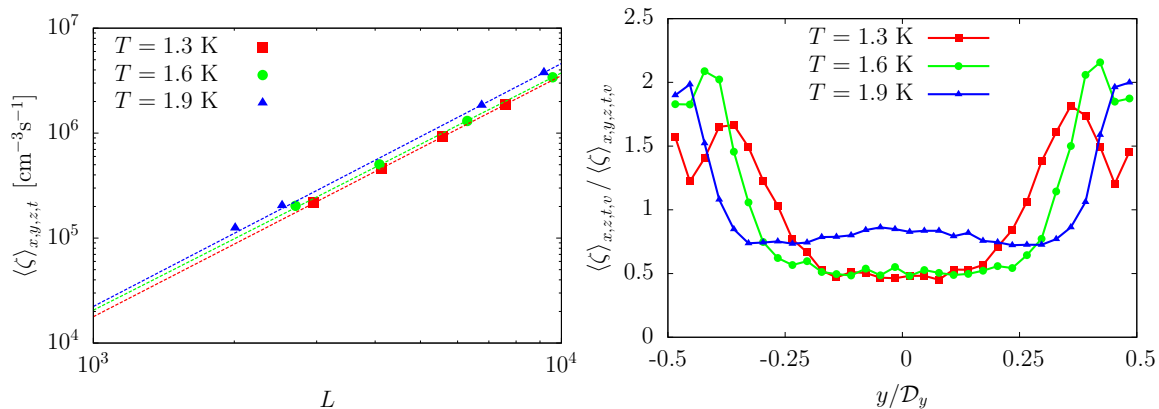 10^7
10^6
10^5
10^4
10^3
10^4
⟨ζ⟩_{x,y,z,t} [cm^{−3}s^{−1}]
L
T = 1.3 K
T = 1.6 K
T = 1.9 K
2.5
2
1.5
1
0.5
0
-0.5
-0.25
0
0.25
0.5
⟨ζ⟩_{x,z,t,v} / ⟨ζ⟩_{x,y,z,t,v}
y/𝒟_y
T = 1.3 K
T = 1.6 K
T = 1.9 K